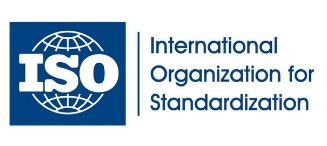 ISO
International
Organization for
Standardization